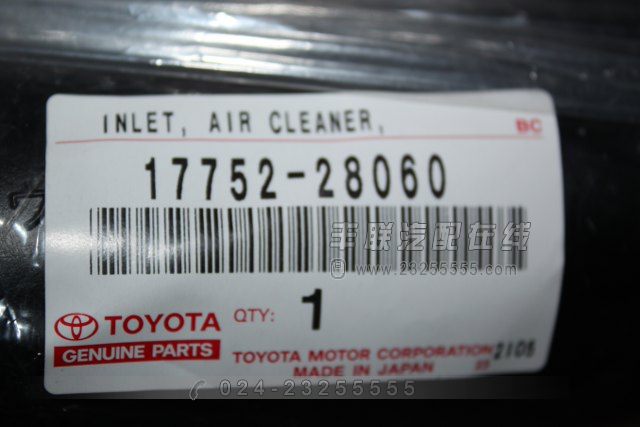 INLET, AIR CLEANER,
BC
17752-28060
丰联汽配在线
www.23255555.com
TOYOTA
GENUINE PARTS
QTY: 1
TOYOTA MOTOR CORPORATION
MADE IN JAPAN
2106
024-23255555